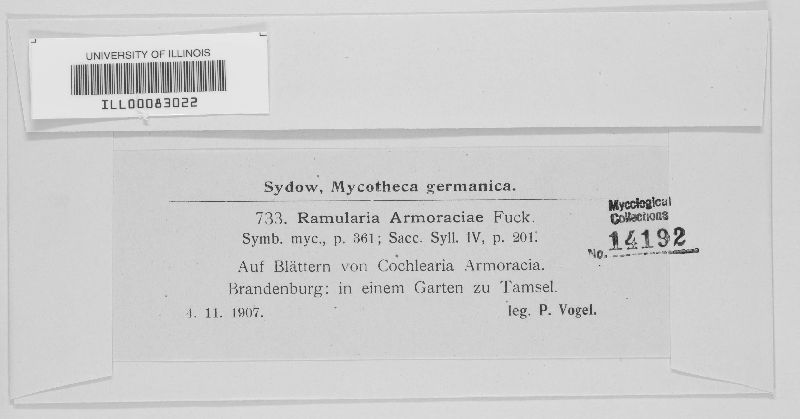 UNIVERSITY OF ILLINOIS
ILL00083022
Sydow, Mycotheca germanica.
733. Ramularia Armoraciae Fuck.
Symb. myc., p. 361; Sacc. Syll. IV, p. 201.
Auf Blättern von Cochlearia Armoracia.
Brandenburg: in einem Garten zu Tamsel.
4. 11. 1907. leg. P. Vogel.
Mycological
Collections
No. 14192